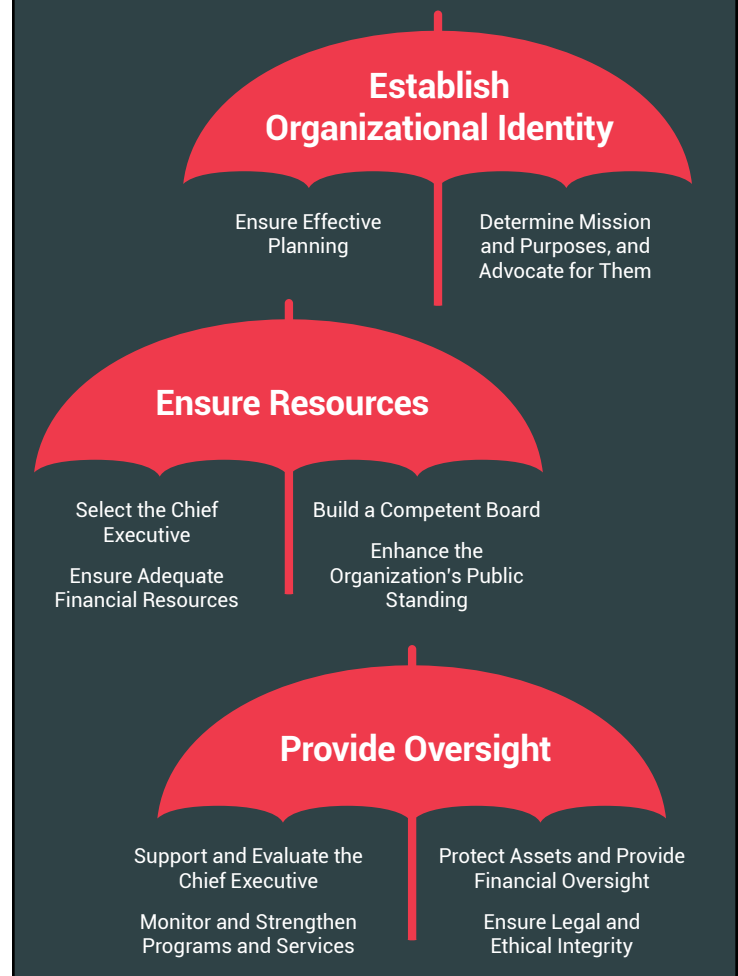 Establish
Organizational Identity
Ensure Effective
Planning
Determine Mission
and Purposes, and
Advocate for Them
Ensure Resources
Select the Chief
Executive
Ensure Adequate
Financial Resources
Build a Competent Board
Enhance the
Organization's Public
Standing
Provide Oversight
Support and Evaluate the
Chief Executive
Monitor and Strengthen
Programs and Services
Protect Assets and Provide
Financial Oversight
Ensure Legal and
Ethical Integrity